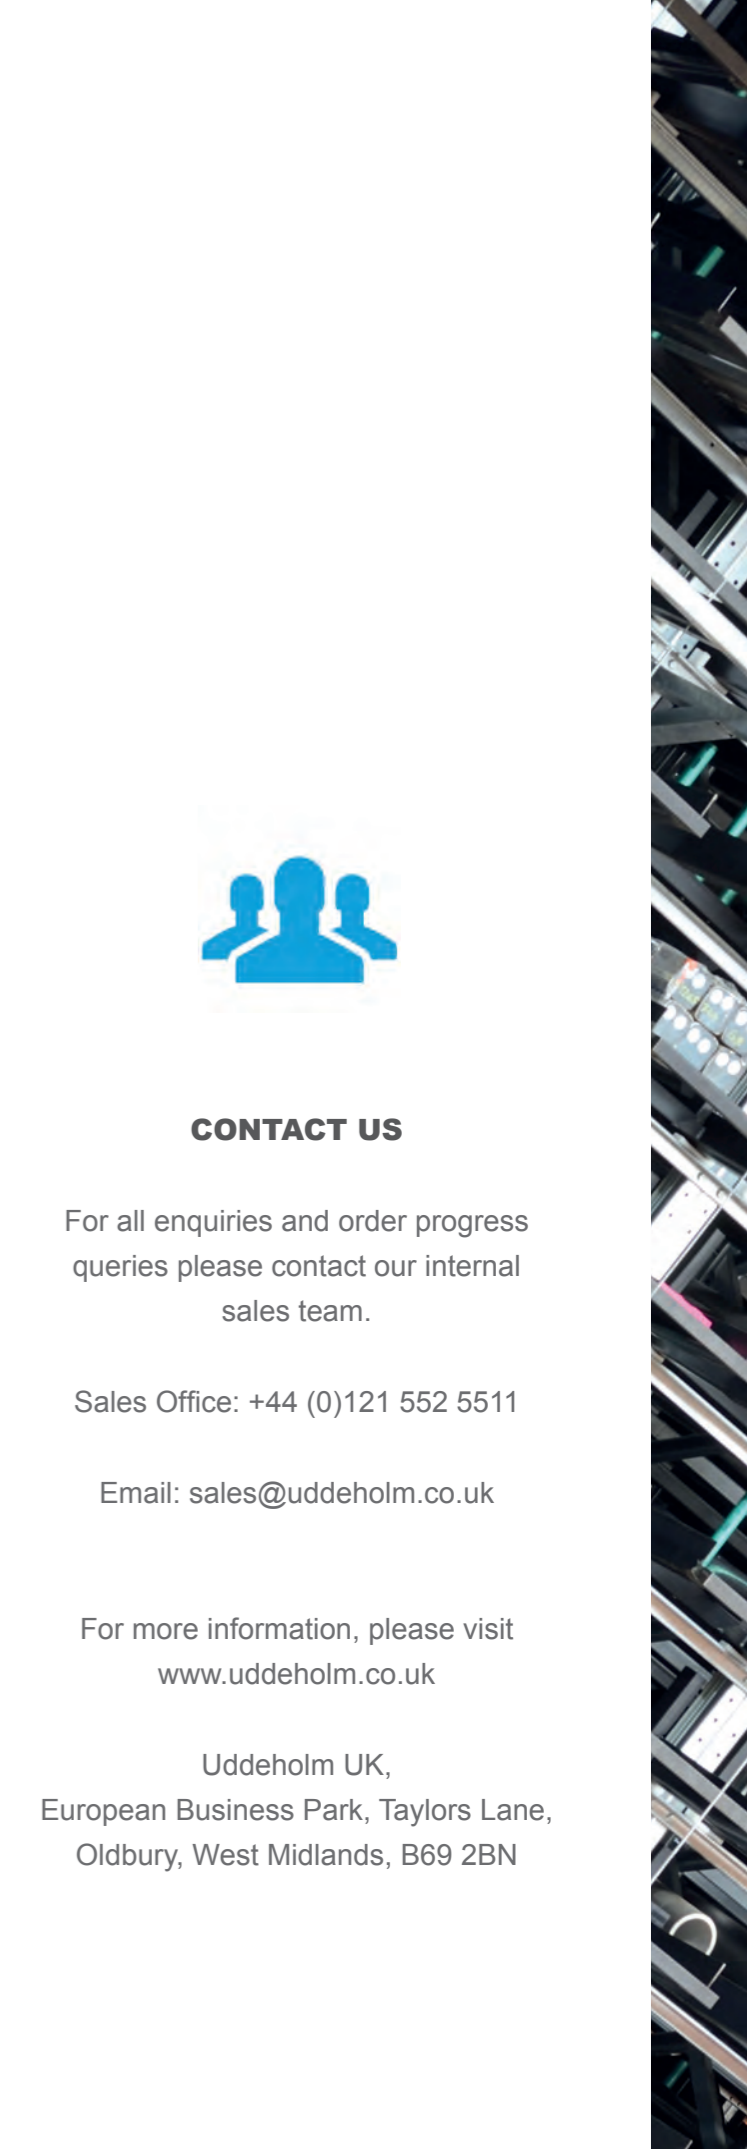 CONTACT US
For all enquiries and order progress
queries please contact our internal
sales team.
Sales Office: +44 (0)121 552 5511
Email: sales@uddeholm.co.uk
For more information, please visit
www.uddeholm.co.uk
Uddeholm UK,
European Business Park, Taylors Lane,
Oldbury, West Midlands, B69 2BN